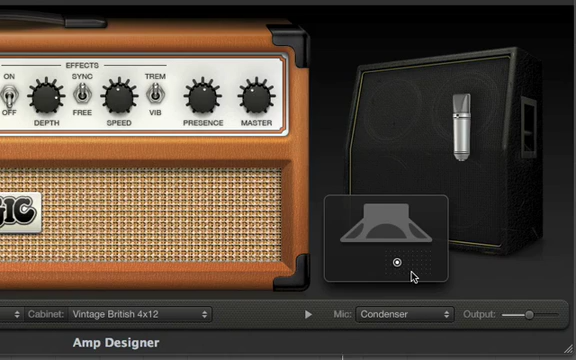 EFFECTS
ON
SYNC
TREM
OFF
DEPTH
FREE
SPEED
VIB
PRESENCE
MASTER
GIC
Cabinet: Vintage British 4x12
Mic: Condenser
Output:
Amp Designer